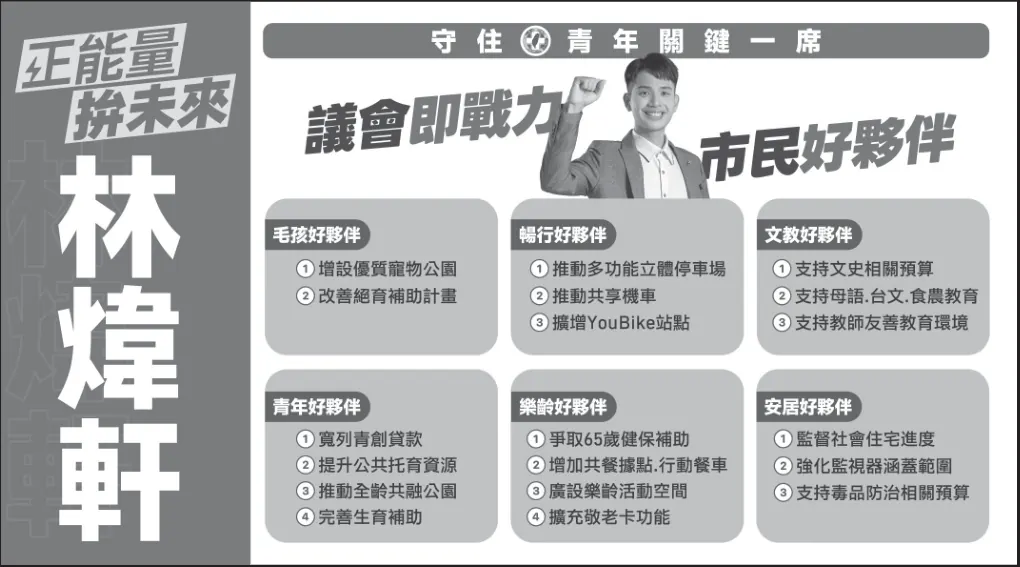 正能量
拚未來
林煒軒
守住青年關鍵一席
議會即戰力
市民好夥伴
毛孩好夥伴
1 增設優質寵物公園
2 改善絕育補助計畫
暢行好夥伴
1 推動多功能立體停車場
2 推動共享機車
3 擴增YouBike站點
文教好夥伴
1 支持文史相關預算
2 支持母語.台文.食農教育
3 支持教師友善教育環境
青年好夥伴
1 寬列青創貸款
2 提升公共托育資源
3 推動全齡共融公園
4 完善生育補助
樂齡好夥伴
1 爭取65歲健保補助
2 增加共餐據點.行動餐車
3 廣設樂齡活動空間
4 擴充敬老卡功能
安居好夥伴
1 監督社會住宅進度
2 強化監視器涵蓋範圍
3 支持毒品防治相關預算